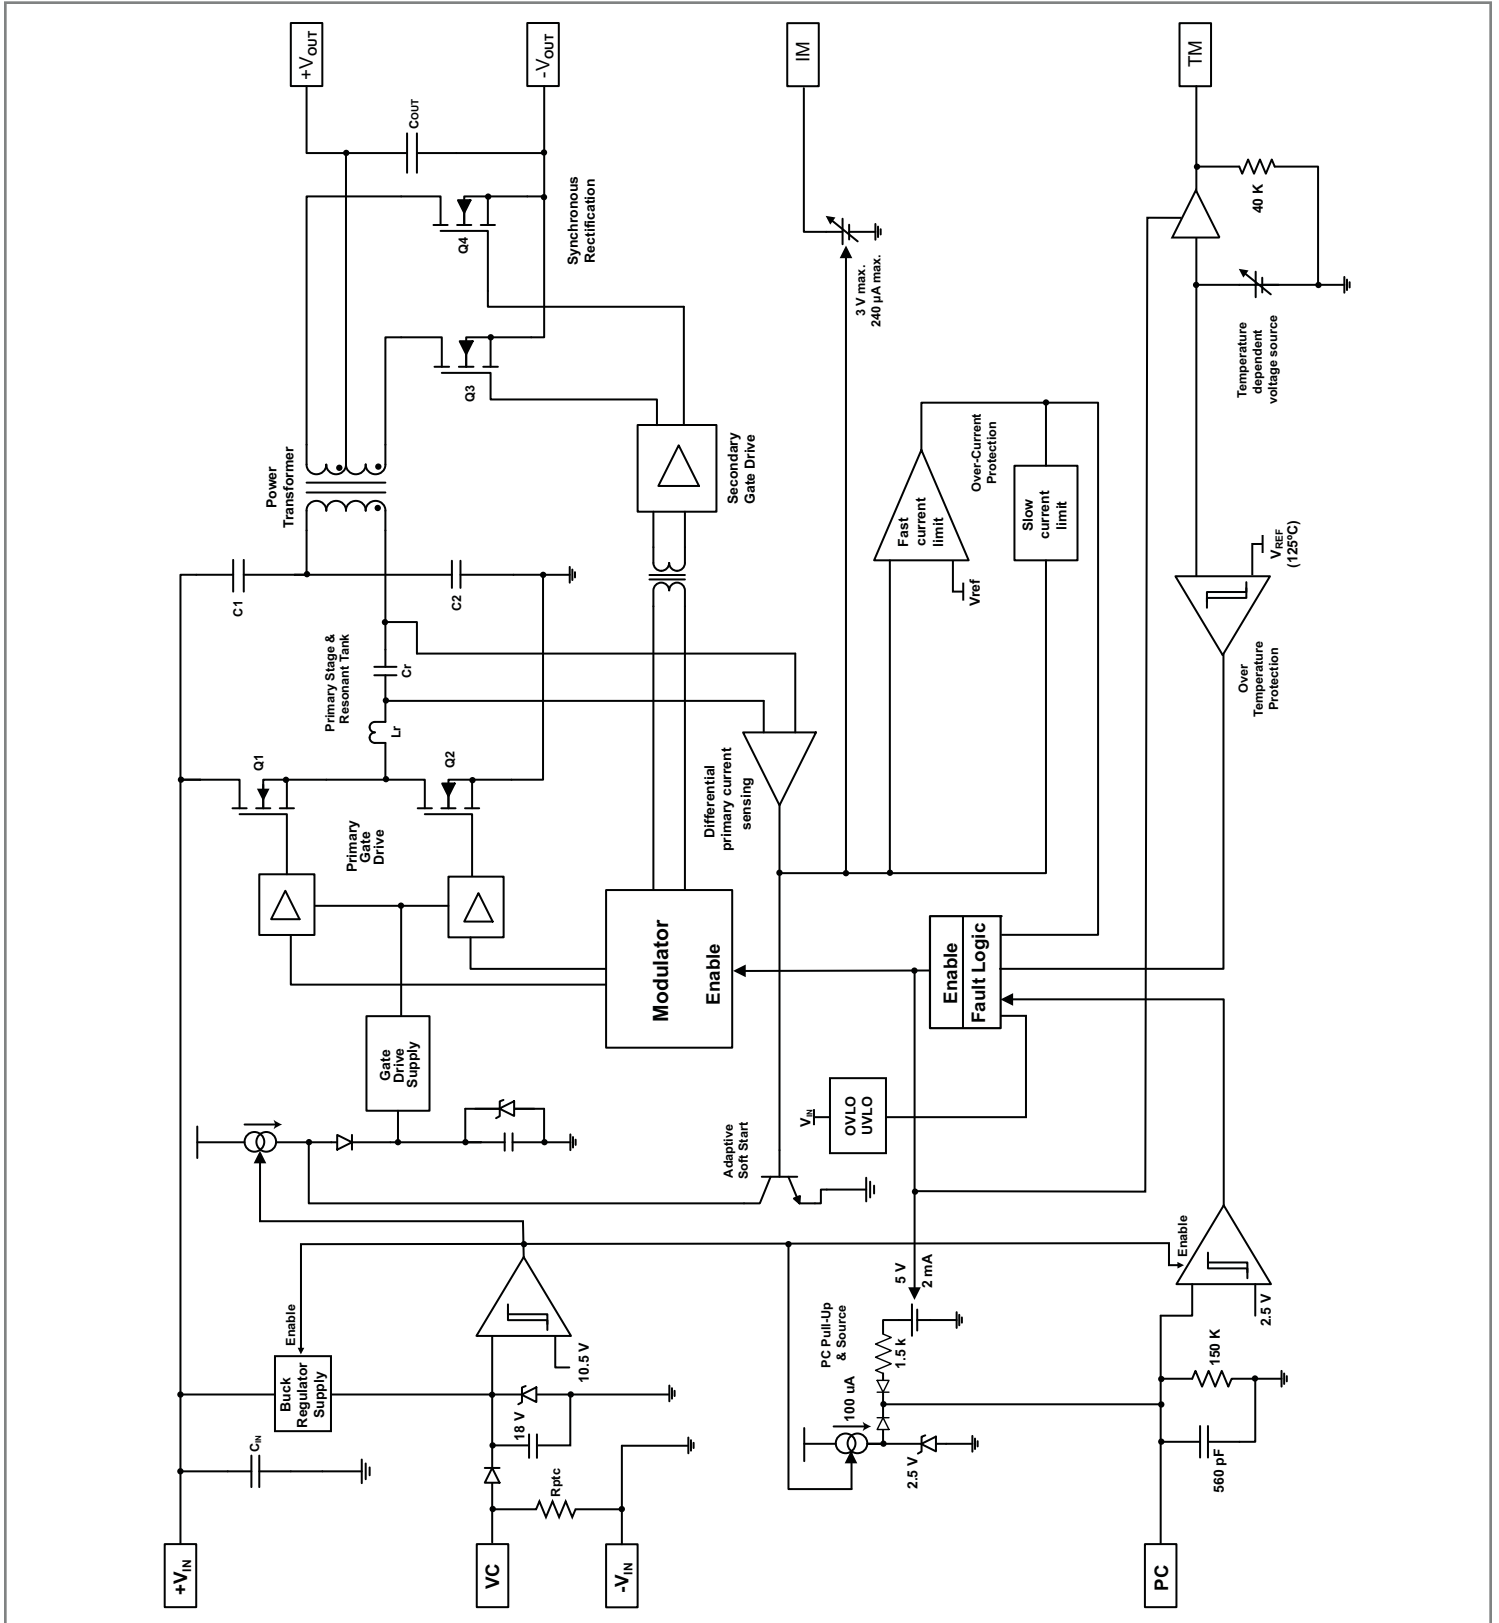 +VOUT
-VOUT
IM
TM
COUT
Synchronous
Rectification
Q4
Q3
40 K
3 V max.
240 µA max.
Temperature
dependent
voltage source
Power
Transformer
Secondary
Gate Drive
Over-Current
Protection
Fast
current
limit
Slow
current
limit
Vref
VREF
(125ºC)
C1
C2
Primary Stage &
Resonant Tank
Cr
Lr
Over
Temperature
Protection
Q1
Q2
Primary
Gate
Drive
Differential
primary current
sensing
Modulator
Enable
Enable
Fault Logic
Gate
Drive
Supply
VIN
OVLO
UVLO
Adaptive
Soft Start
Enable
Enable
5 V
2 mA
2.5 V
Buck
Regulator
Supply
10.5 V
18 V
PC Pull-Up
& Source
1.5 k
100 uA
2.5 V
150 K
560 pF
CIN
Rptc
+VIN
VC
-VIN
PC